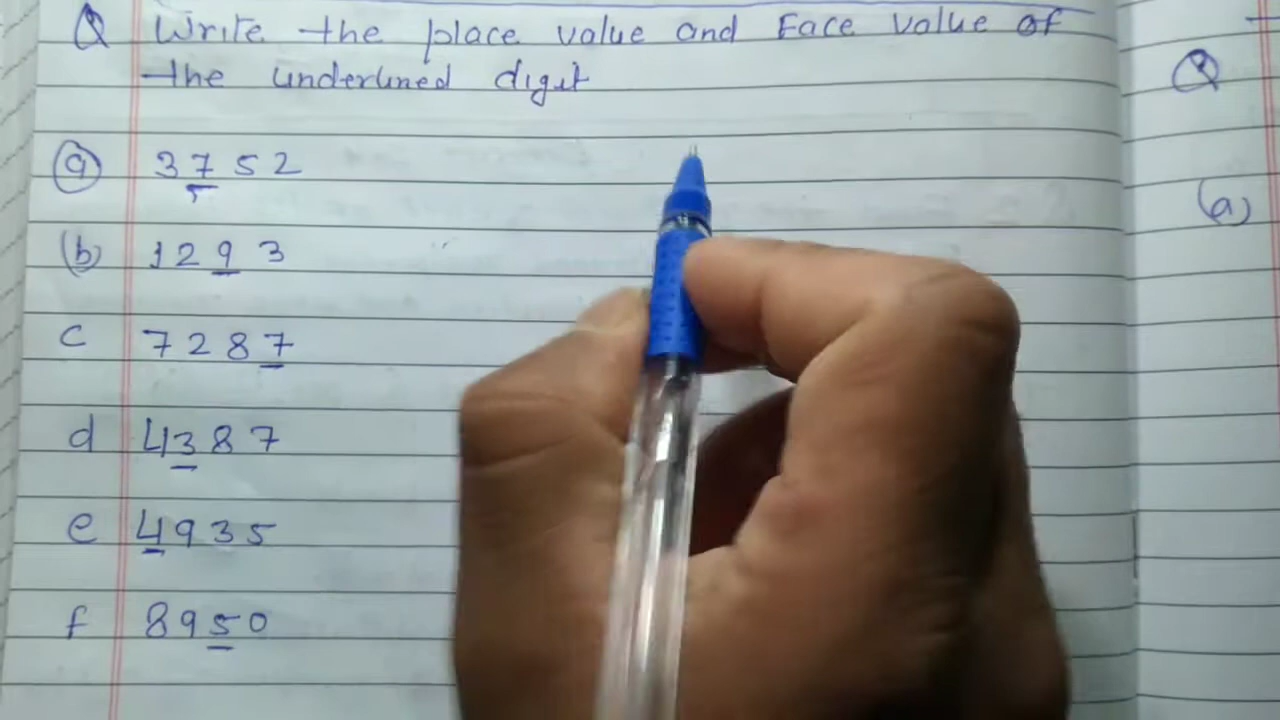 Q Write the place value and Face value of
the underlined digit
(a) 3752
(b) 1293
c 7287
d 4387
e 4935
f 8950
Q
(a)